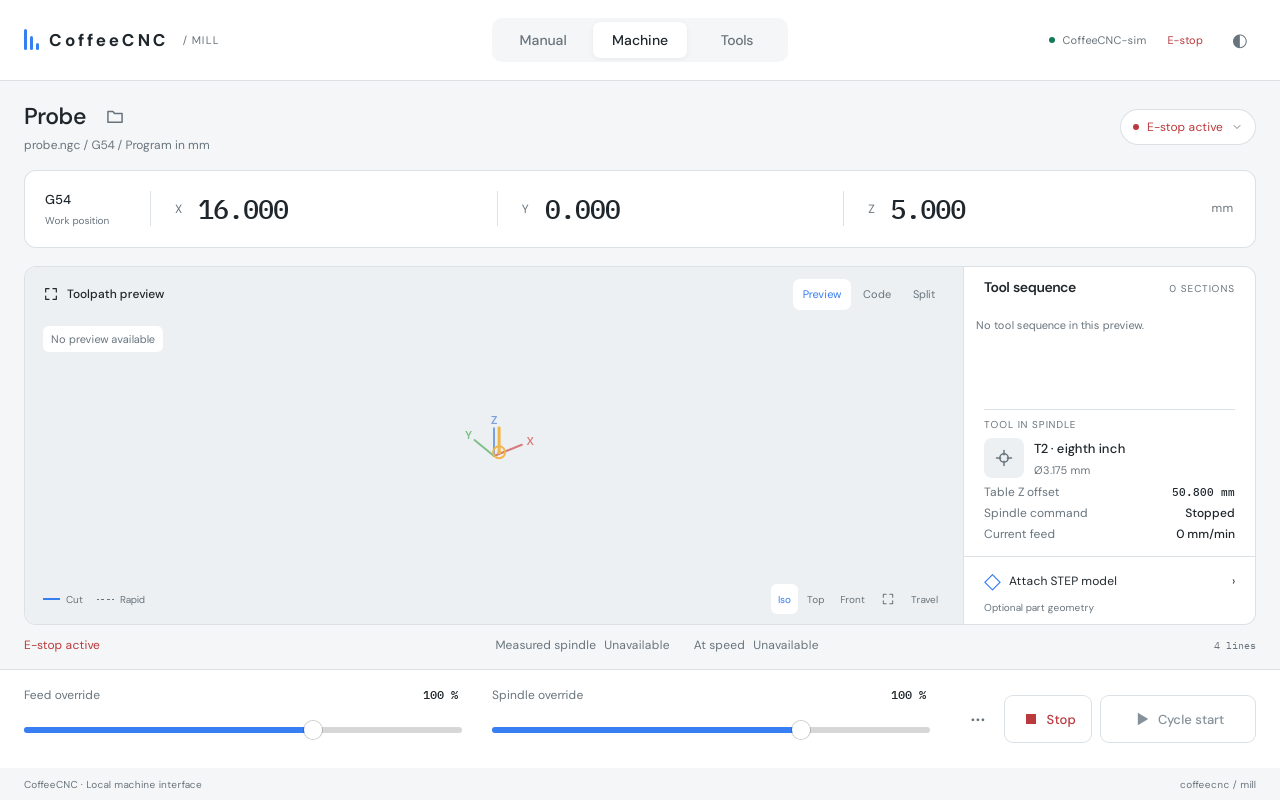 CoffeeCNC / MILL
Manual Machine Tools
CoffeeCNC-sim E-stop
Probe
probe.ngc / G54 / Program in mm
E-stop active
G54
Work position
X 16.000 Y 0.000 Z 5.000 mm
Toolpath preview
Preview Code Split
No preview available
Z
Y
X
Cut Rapid
Iso Top Front Travel
Tool sequence 0 SECTIONS
No tool sequence in this preview.
TOOL IN SPINDLE
T2 · eighth inch
Ø3.175 mm
Table Z offset 50.800 mm
Spindle command Stopped
Current feed 0 mm/min
Attach STEP model ›
Optional part geometry
E-stop active Measured spindle Unavailable At speed Unavailable 4 lines
Feed override 100 %
Spindle override 100 %
··· Stop Cycle start
CoffeeCNC · Local machine interface coffeecnc / mill